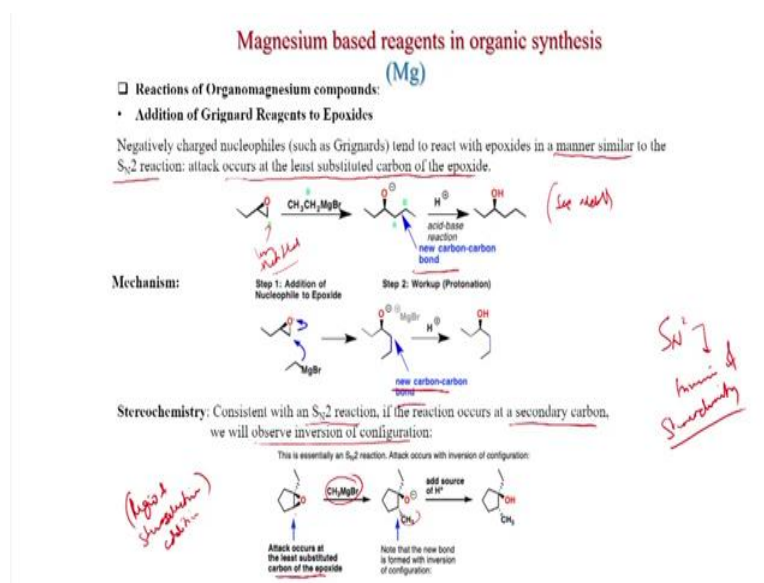 Magnesium based reagents in organic synthesis
(Mg)
❑ Reactions of Organomagnesium compounds:
• Addition of Grignard Reagents to Epoxides
Negatively charged nucleophiles (such as Grignards) tend to react with epoxides in a manner similar to the
SN2 reaction: attack occurs at the least substituted carbon of the epoxide.
O CH3CH2MgBr O⊖ H⊕ OH
acid-base
reaction
new carbon-carbon
bond
Mechanism:
Step 1: Addition of
Nucleophile to Epoxide
Step 2: Workup (Protonation)
O MgBr O⊖ ⊕MgBr H⊕ OH
new carbon-carbon
bond
SN2
Stereochemistry: Consistent with an SN2 reaction, if the reaction occurs at a secondary carbon,
we will observe inversion of configuration:
This is essentially an SN2 reaction. Attack occurs with inversion of configuration:
O CH3MgBr O⊖ CH3
add source
of H+
OH
CH3
Attack occurs at
the least substituted
carbon of the epoxide
Note that the new bond
is formed with inversion
of configuration: